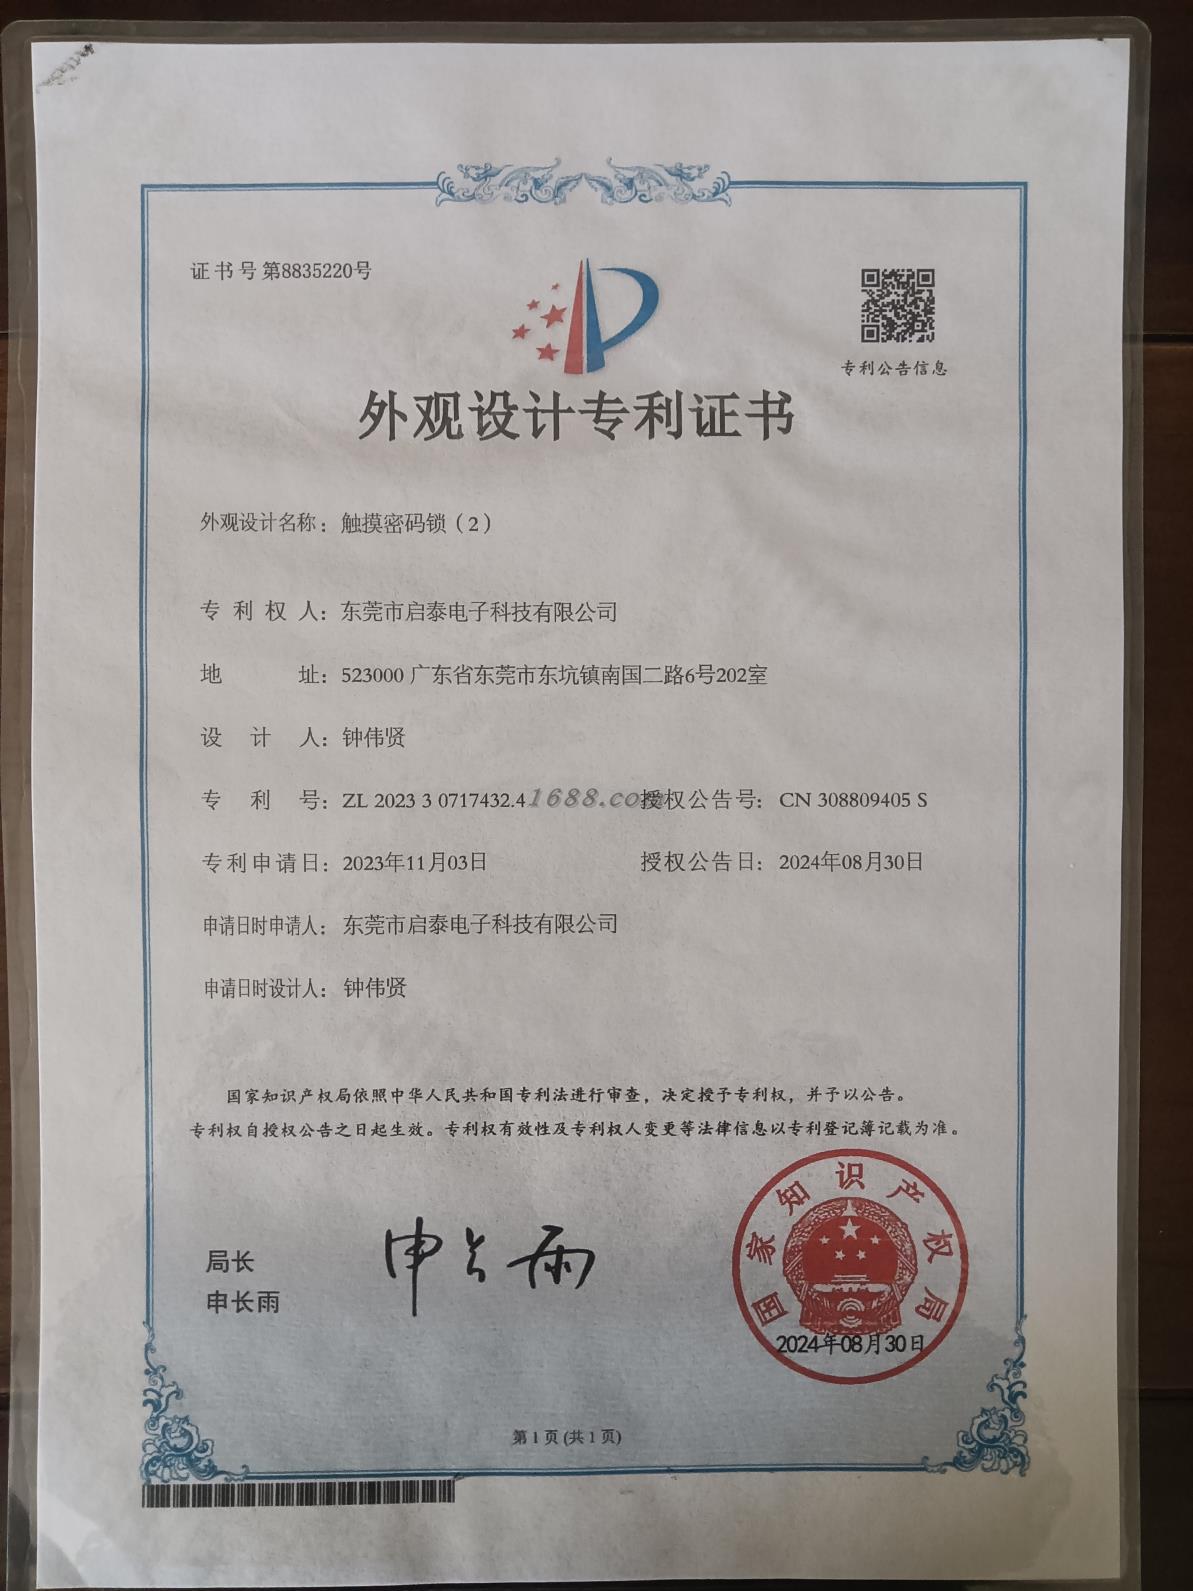 证书号第8835220号
专利公告信息
外观设计专利证书
外观设计名称：触摸密码锁（2）
专利权人：东莞市启泰电子科技有限公司
地址：523000 广东省东莞市东坑镇南国二路6号202室
设计人：钟伟贤
专利号：ZL 2023 3 0717432.4 授权公告号：CN 308809405 S
1688.com
专利申请日：2023年11月03日 授权公告日：2024年08月30日
申请日时申请人：东莞市启泰电子科技有限公司
申请日时设计人：钟伟贤
国家知识产权局依照中华人民共和国专利法进行审查，决定授予专利权，并予以公告。
专利权自授权公告之日起生效。专利权有效性及专利权人变更等法律信息以专利登记簿记载为准。
局长
申长雨
申长雨
国家知识产权局
2024年08月30日
第1页(共1页)